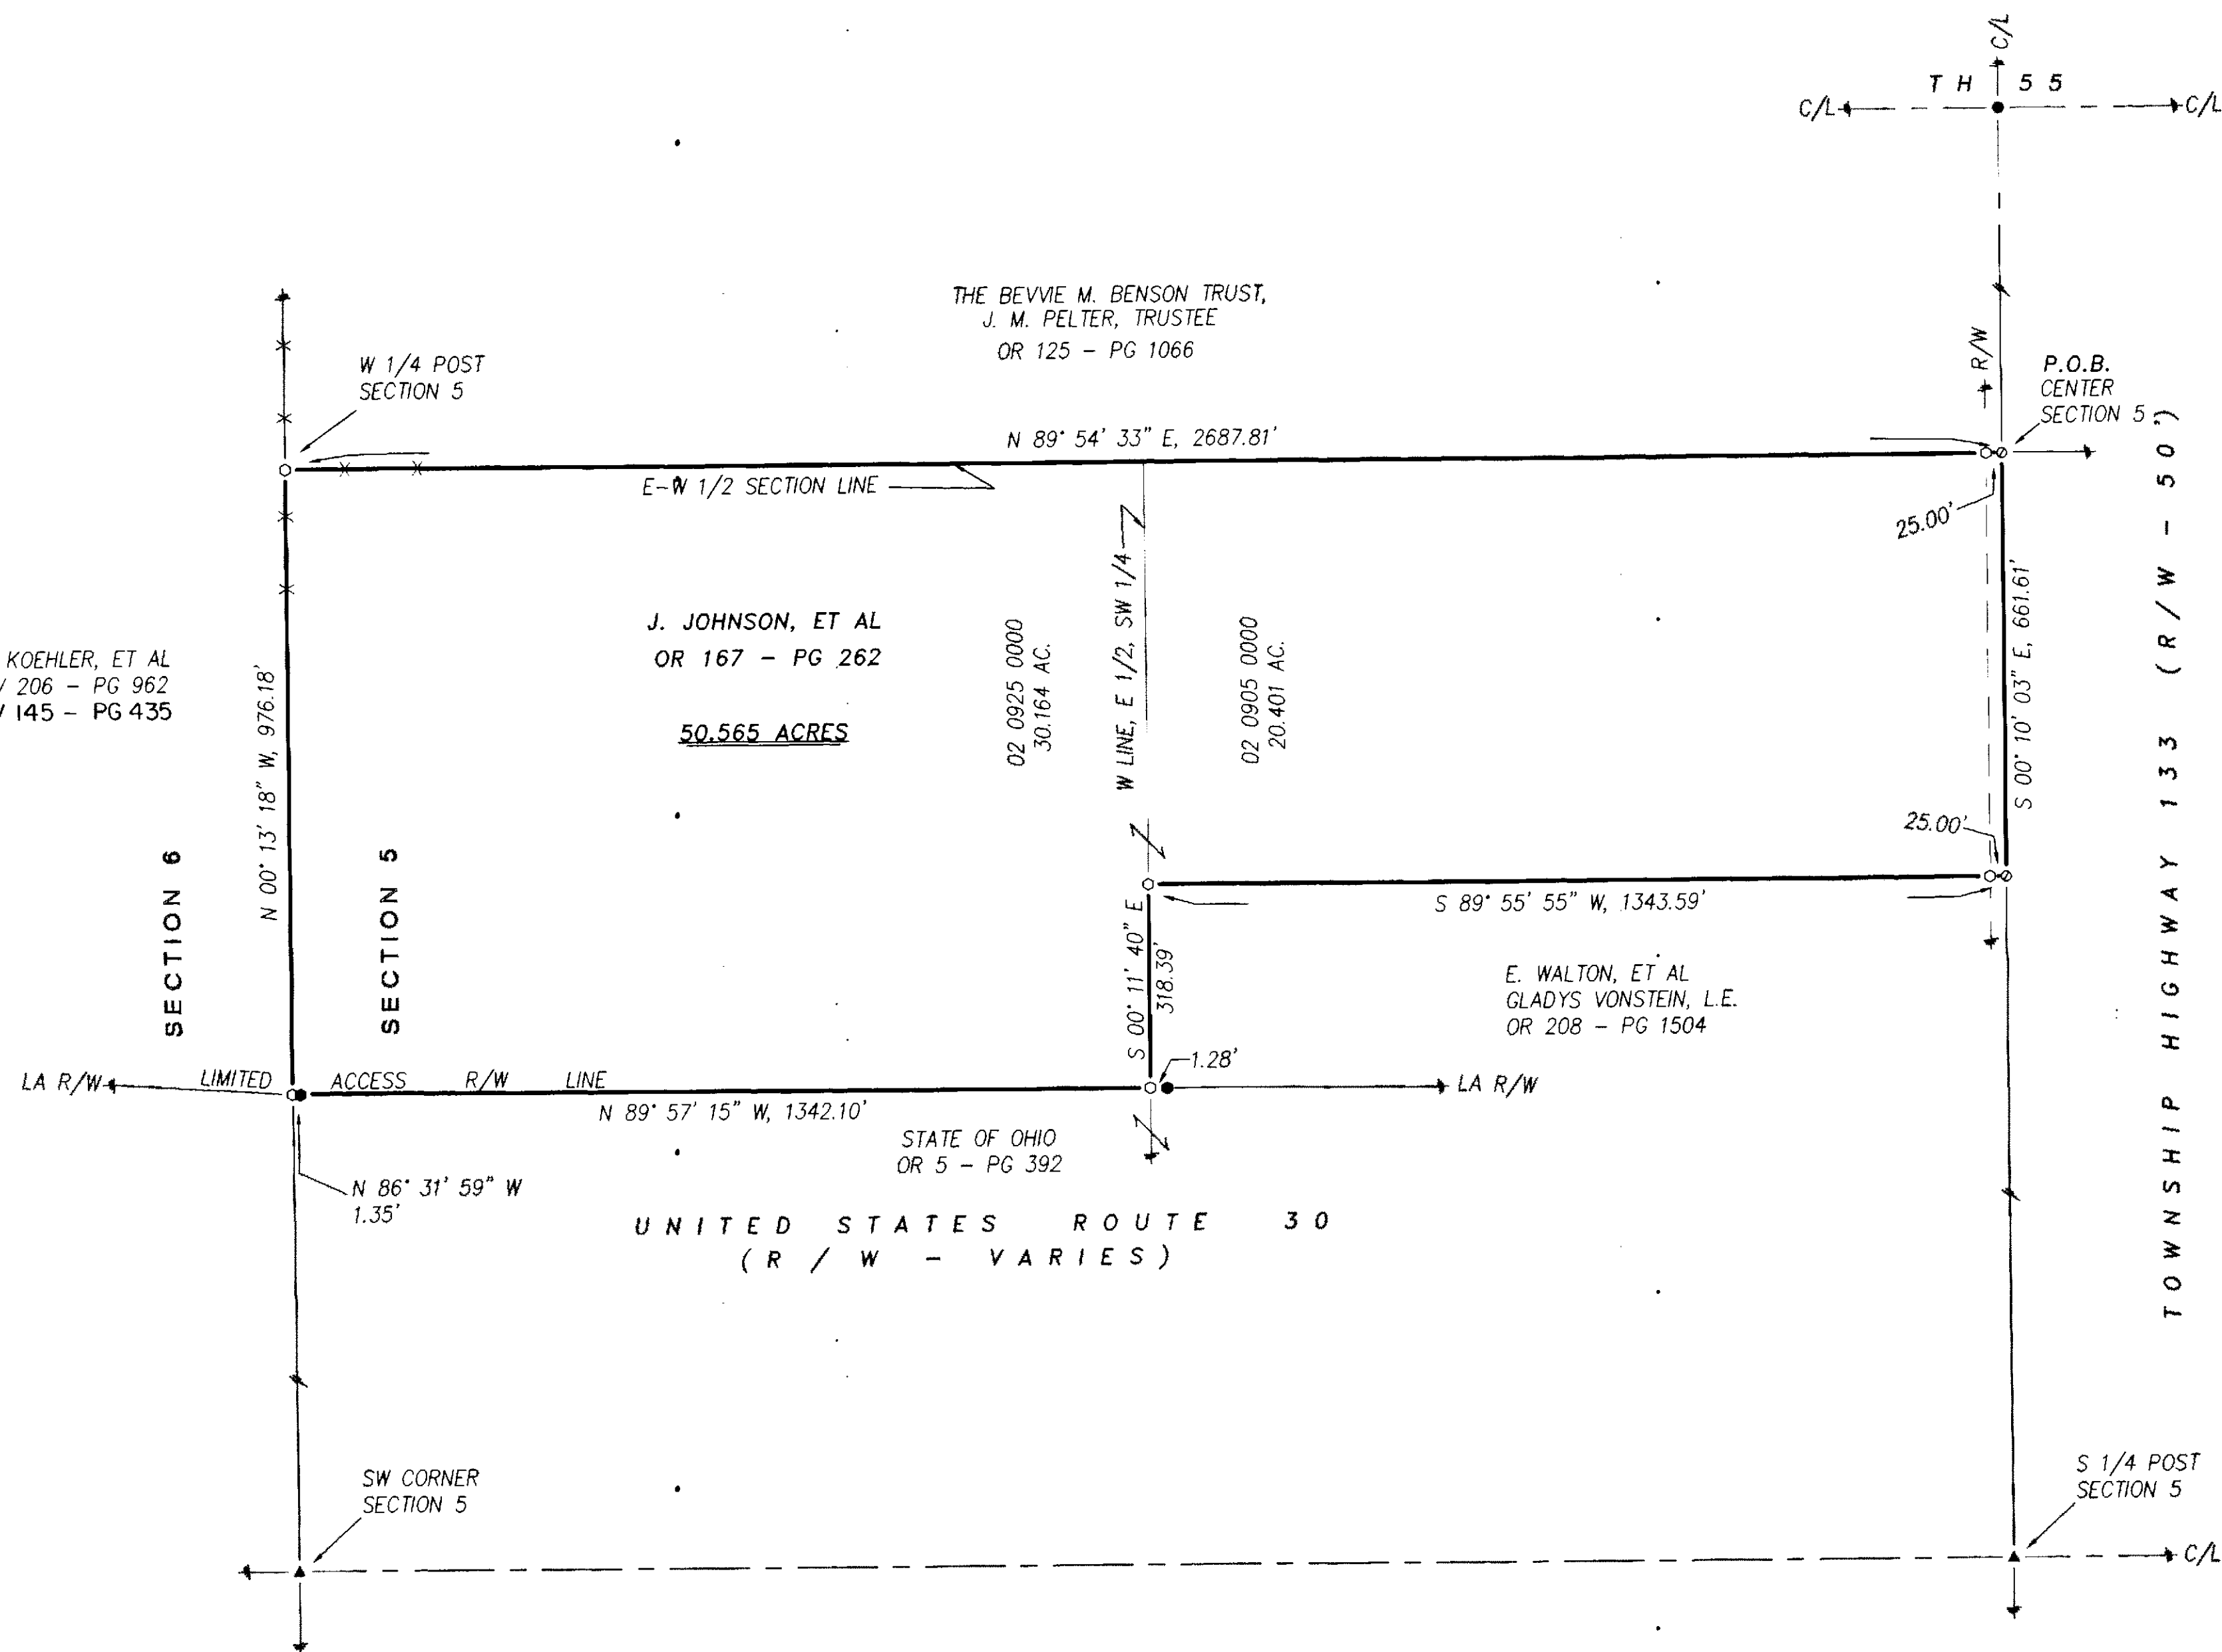 C/L
T H 5 5
C/L
C/L
THE BEVVIE M. BENSON TRUST,
J. M. PELTER, TRUSTEE
OR 125 - PG 1066
W 1/4 POST
SECTION 5
R/W
P.O.B.
CENTER
SECTION 5
N 89° 54' 33" E, 2687.81'
E-W 1/2 SECTION LINE
25.00'
W LINE, E 1/2, SW 1/4
J. JOHNSON, ET AL
OR 167 - PG 262
50.565 ACRES
02 0925 0000
30.164 AC.
02 0905 0000
20.401 AC.
S 00° 10' 03" E, 661.61'
TOWNSHIP HIGHWAY 133 (R/W - 50')
KOEHLER, ET AL
206 - PG 962
145 - PG 435
N 00° 13' 18" W, 976.18'
SECTION 6
SECTION 5
25.00'
S 89° 55' 55" W, 1343.59'
S 00° 11' 40" E
318.39'
E. WALTON, ET AL
GLADYS VONSTEIN, L.E.
OR 208 - PG 1504
1.28'
LA R/W
LIMITED ACCESS R/W LINE
LA R/W
N 89° 57' 15" W, 1342.10'
STATE OF OHIO
OR 5 - PG 392
N 86° 31' 59" W
1.35'
UNITED STATES ROUTE 30
(R / W - VARIES)
SW CORNER
SECTION 5
S 1/4 POST
SECTION 5
C/L